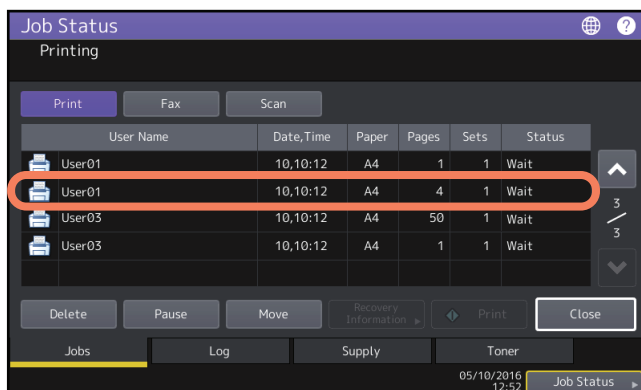 Job Status ?
Printing
Print Fax Scan
User Name Date,Time Paper Pages Sets Status
User01 10,10:12 A4 1 1 Wait
User01 10,10:12 A4 4 1 Wait
User03 10,10:12 A4 50 1 Wait
User03 10,10:12 A4 1 1 Wait
3
3
Delete Pause Move Recovery Information Print Close
Jobs Log Supply Toner
05/10/2016
12:52 Job Status